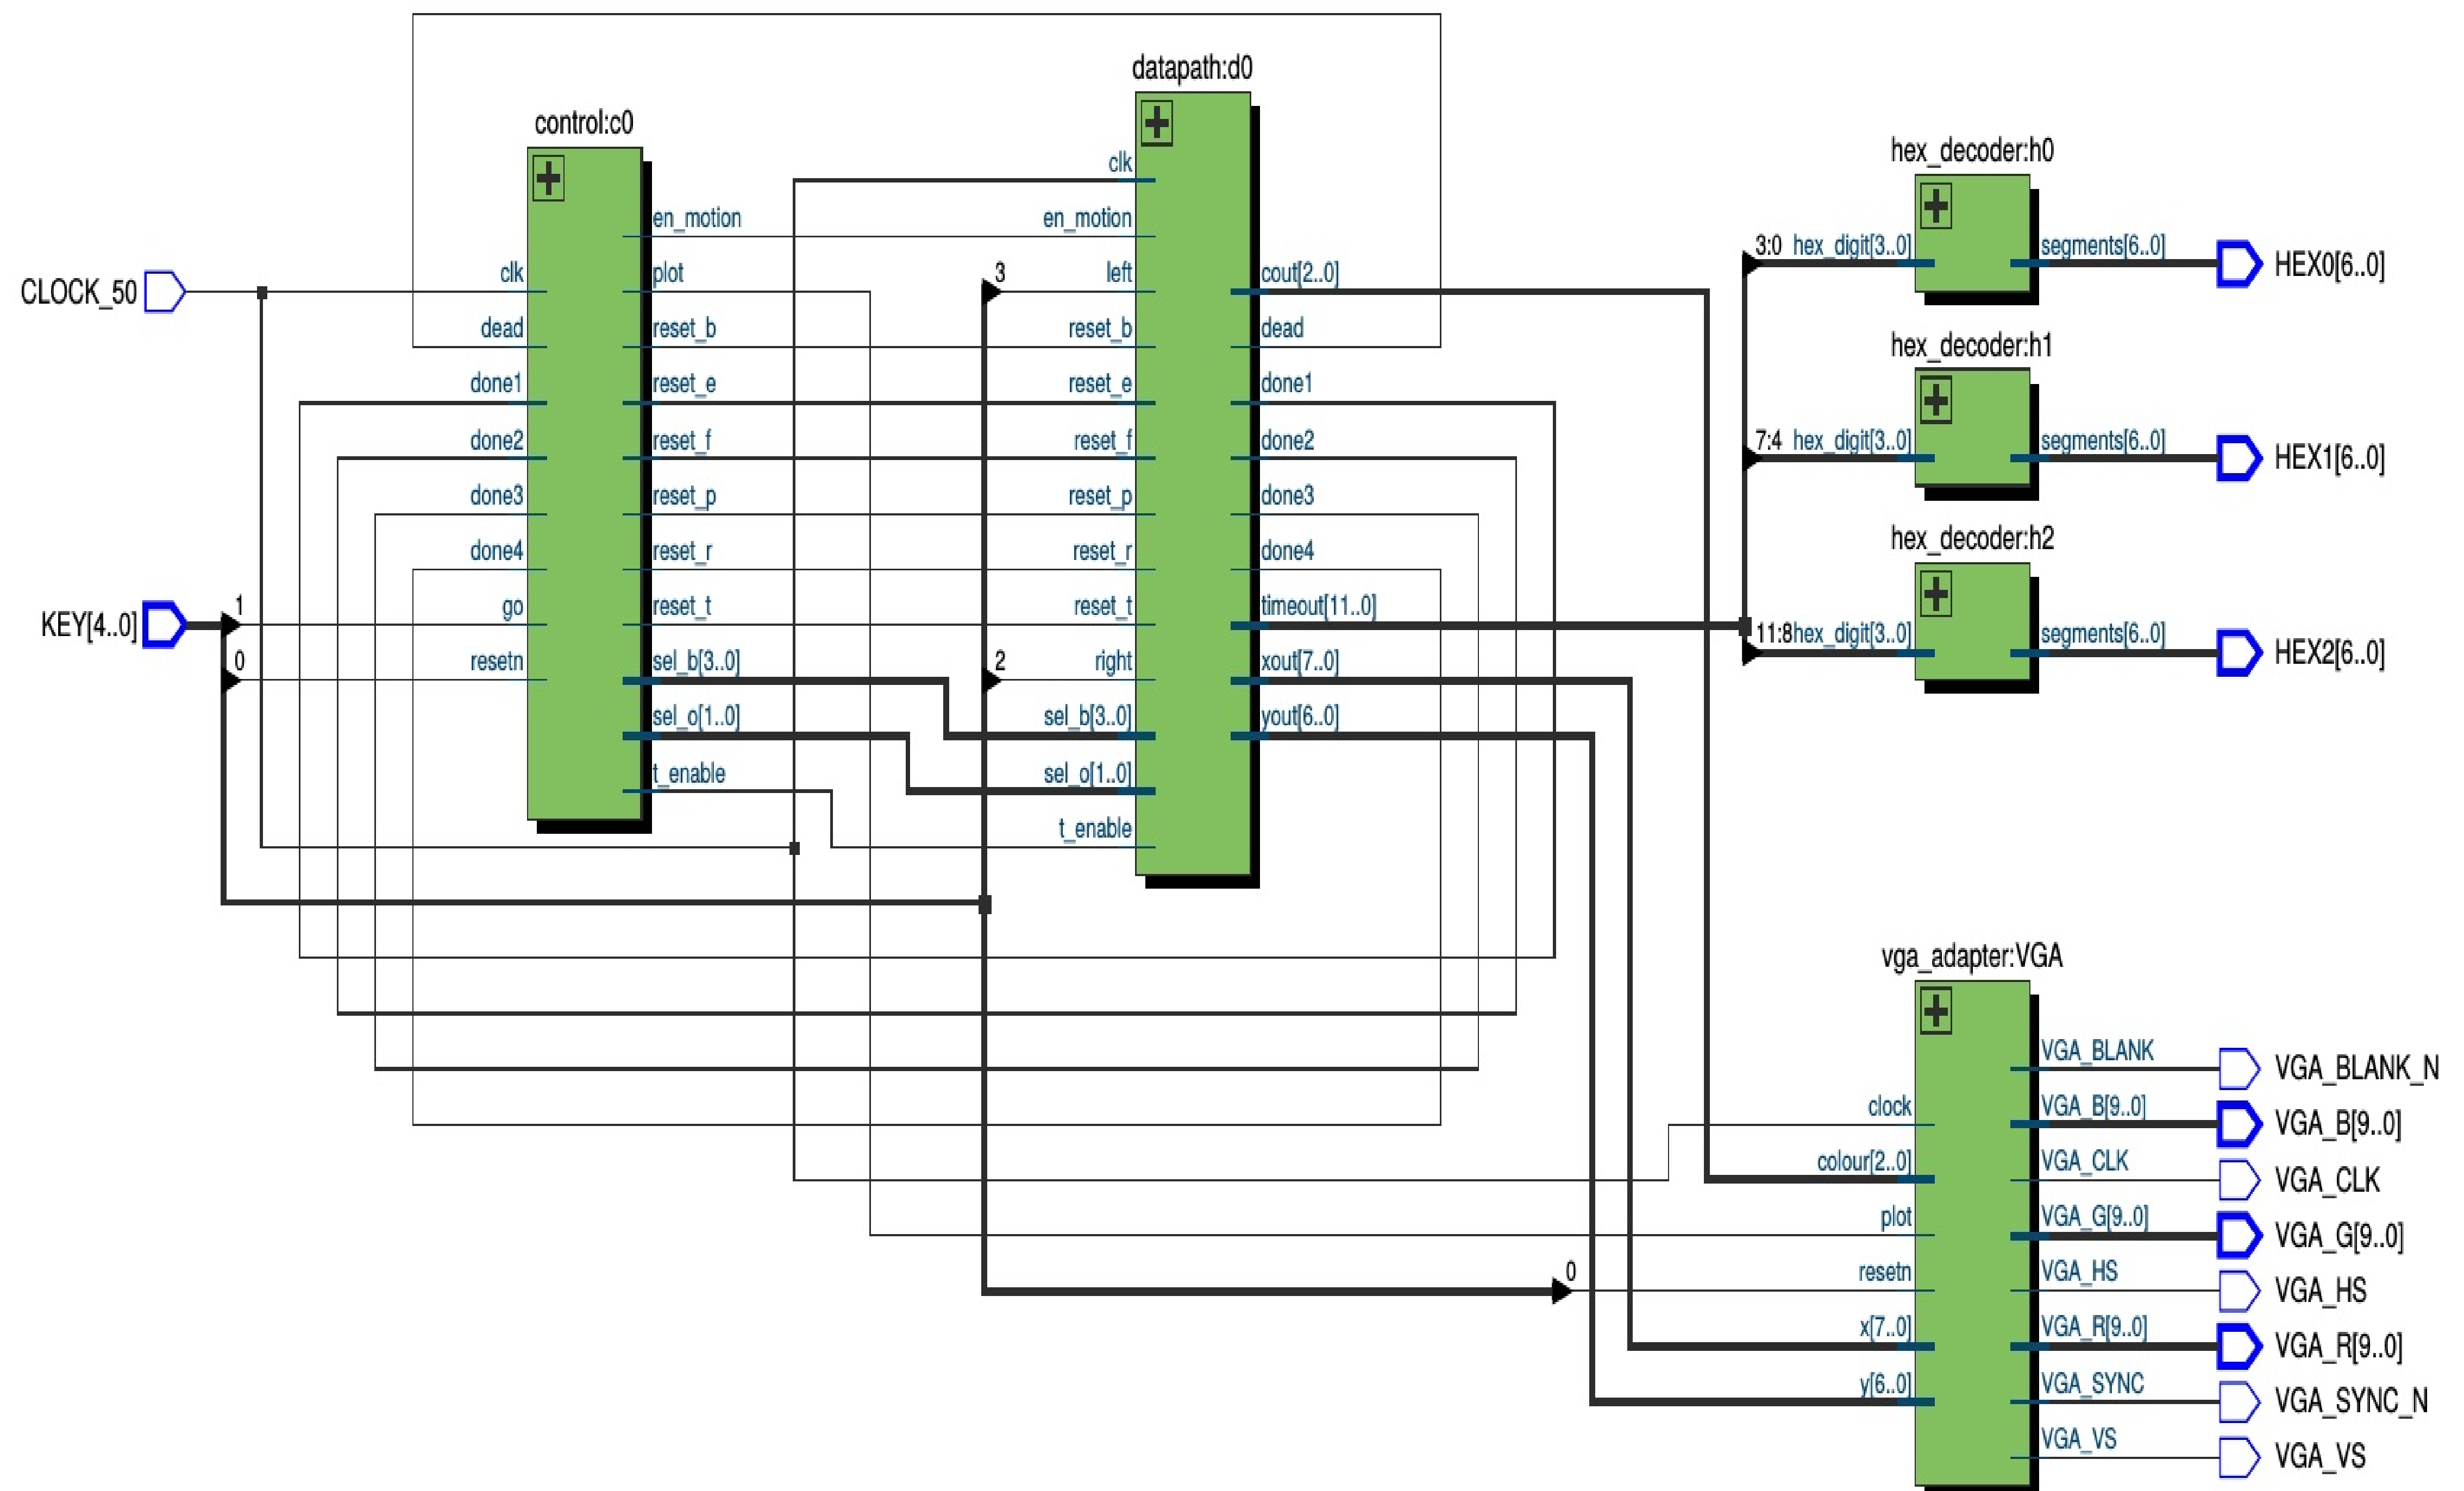 CLOCK_50
KEY[4..0]
1
0
control:c0
clk
dead
done1
done2
done3
done4
go
resetn
en_motion
plot
reset_b
reset_e
reset_f
reset_p
reset_r
reset_t
sel_b[3..0]
sel_o[1..0]
t_enable
3
2
datapath:d0
clk
en_motion
left
reset_b
reset_e
reset_f
reset_p
reset_r
reset_t
right
sel_b[3..0]
sel_o[1..0]
t_enable
cout[2..0]
dead
done1
done2
done3
done4
timeout[11..0]
xout[7..0]
yout[6..0]
hex_decoder:h0
3:0 hex_digit[3..0] segments[6..0] HEX0[6..0]
hex_decoder:h1
7:4 hex_digit[3..0] segments[6..0] HEX1[6..0]
hex_decoder:h2
11:8 hex_digit[3..0] segments[6..0] HEX2[6..0]
0
vga_adapter:VGA
clock
colour[2..0]
plot
resetn
x[7..0]
y[6..0]
VGA_BLANK VGA_BLANK_N
VGA_B[9..0] VGA_B[9..0]
VGA_CLK VGA_CLK
VGA_G[9..0] VGA_G[9..0]
VGA_HS VGA_HS
VGA_R[9..0] VGA_R[9..0]
VGA_SYNC VGA_SYNC_N
VGA_VS VGA_VS